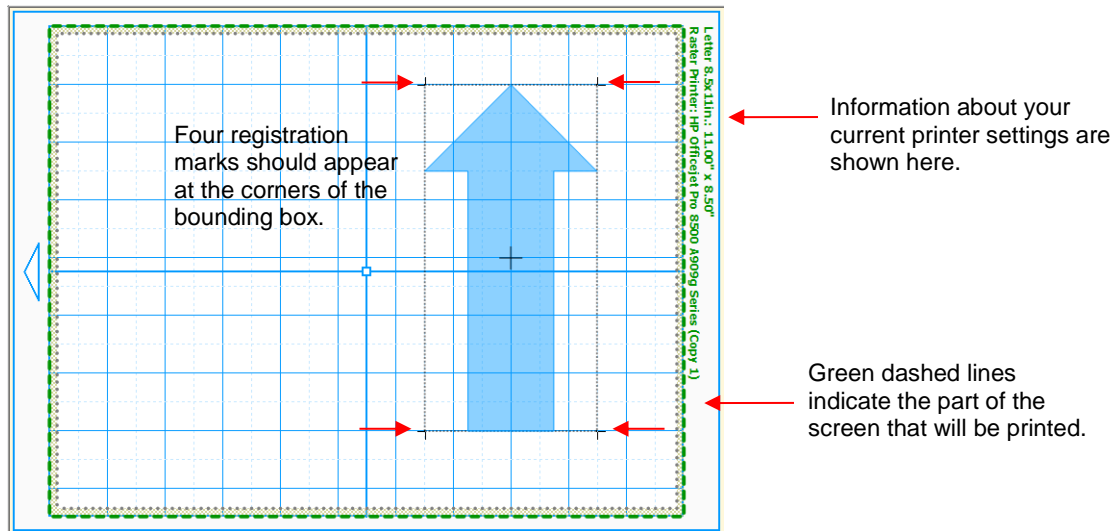 Four registration
marks should appear
at the corners of the
bounding box.
Letter 8.5x11in.: 11.00" x 8.50"
Raster Printer: HP Officejet Pro 8500 A909g Series (Copy 1)
Information about your
current printer settings are
shown here.
Green dashed lines
indicate the part of the
screen that will be printed.